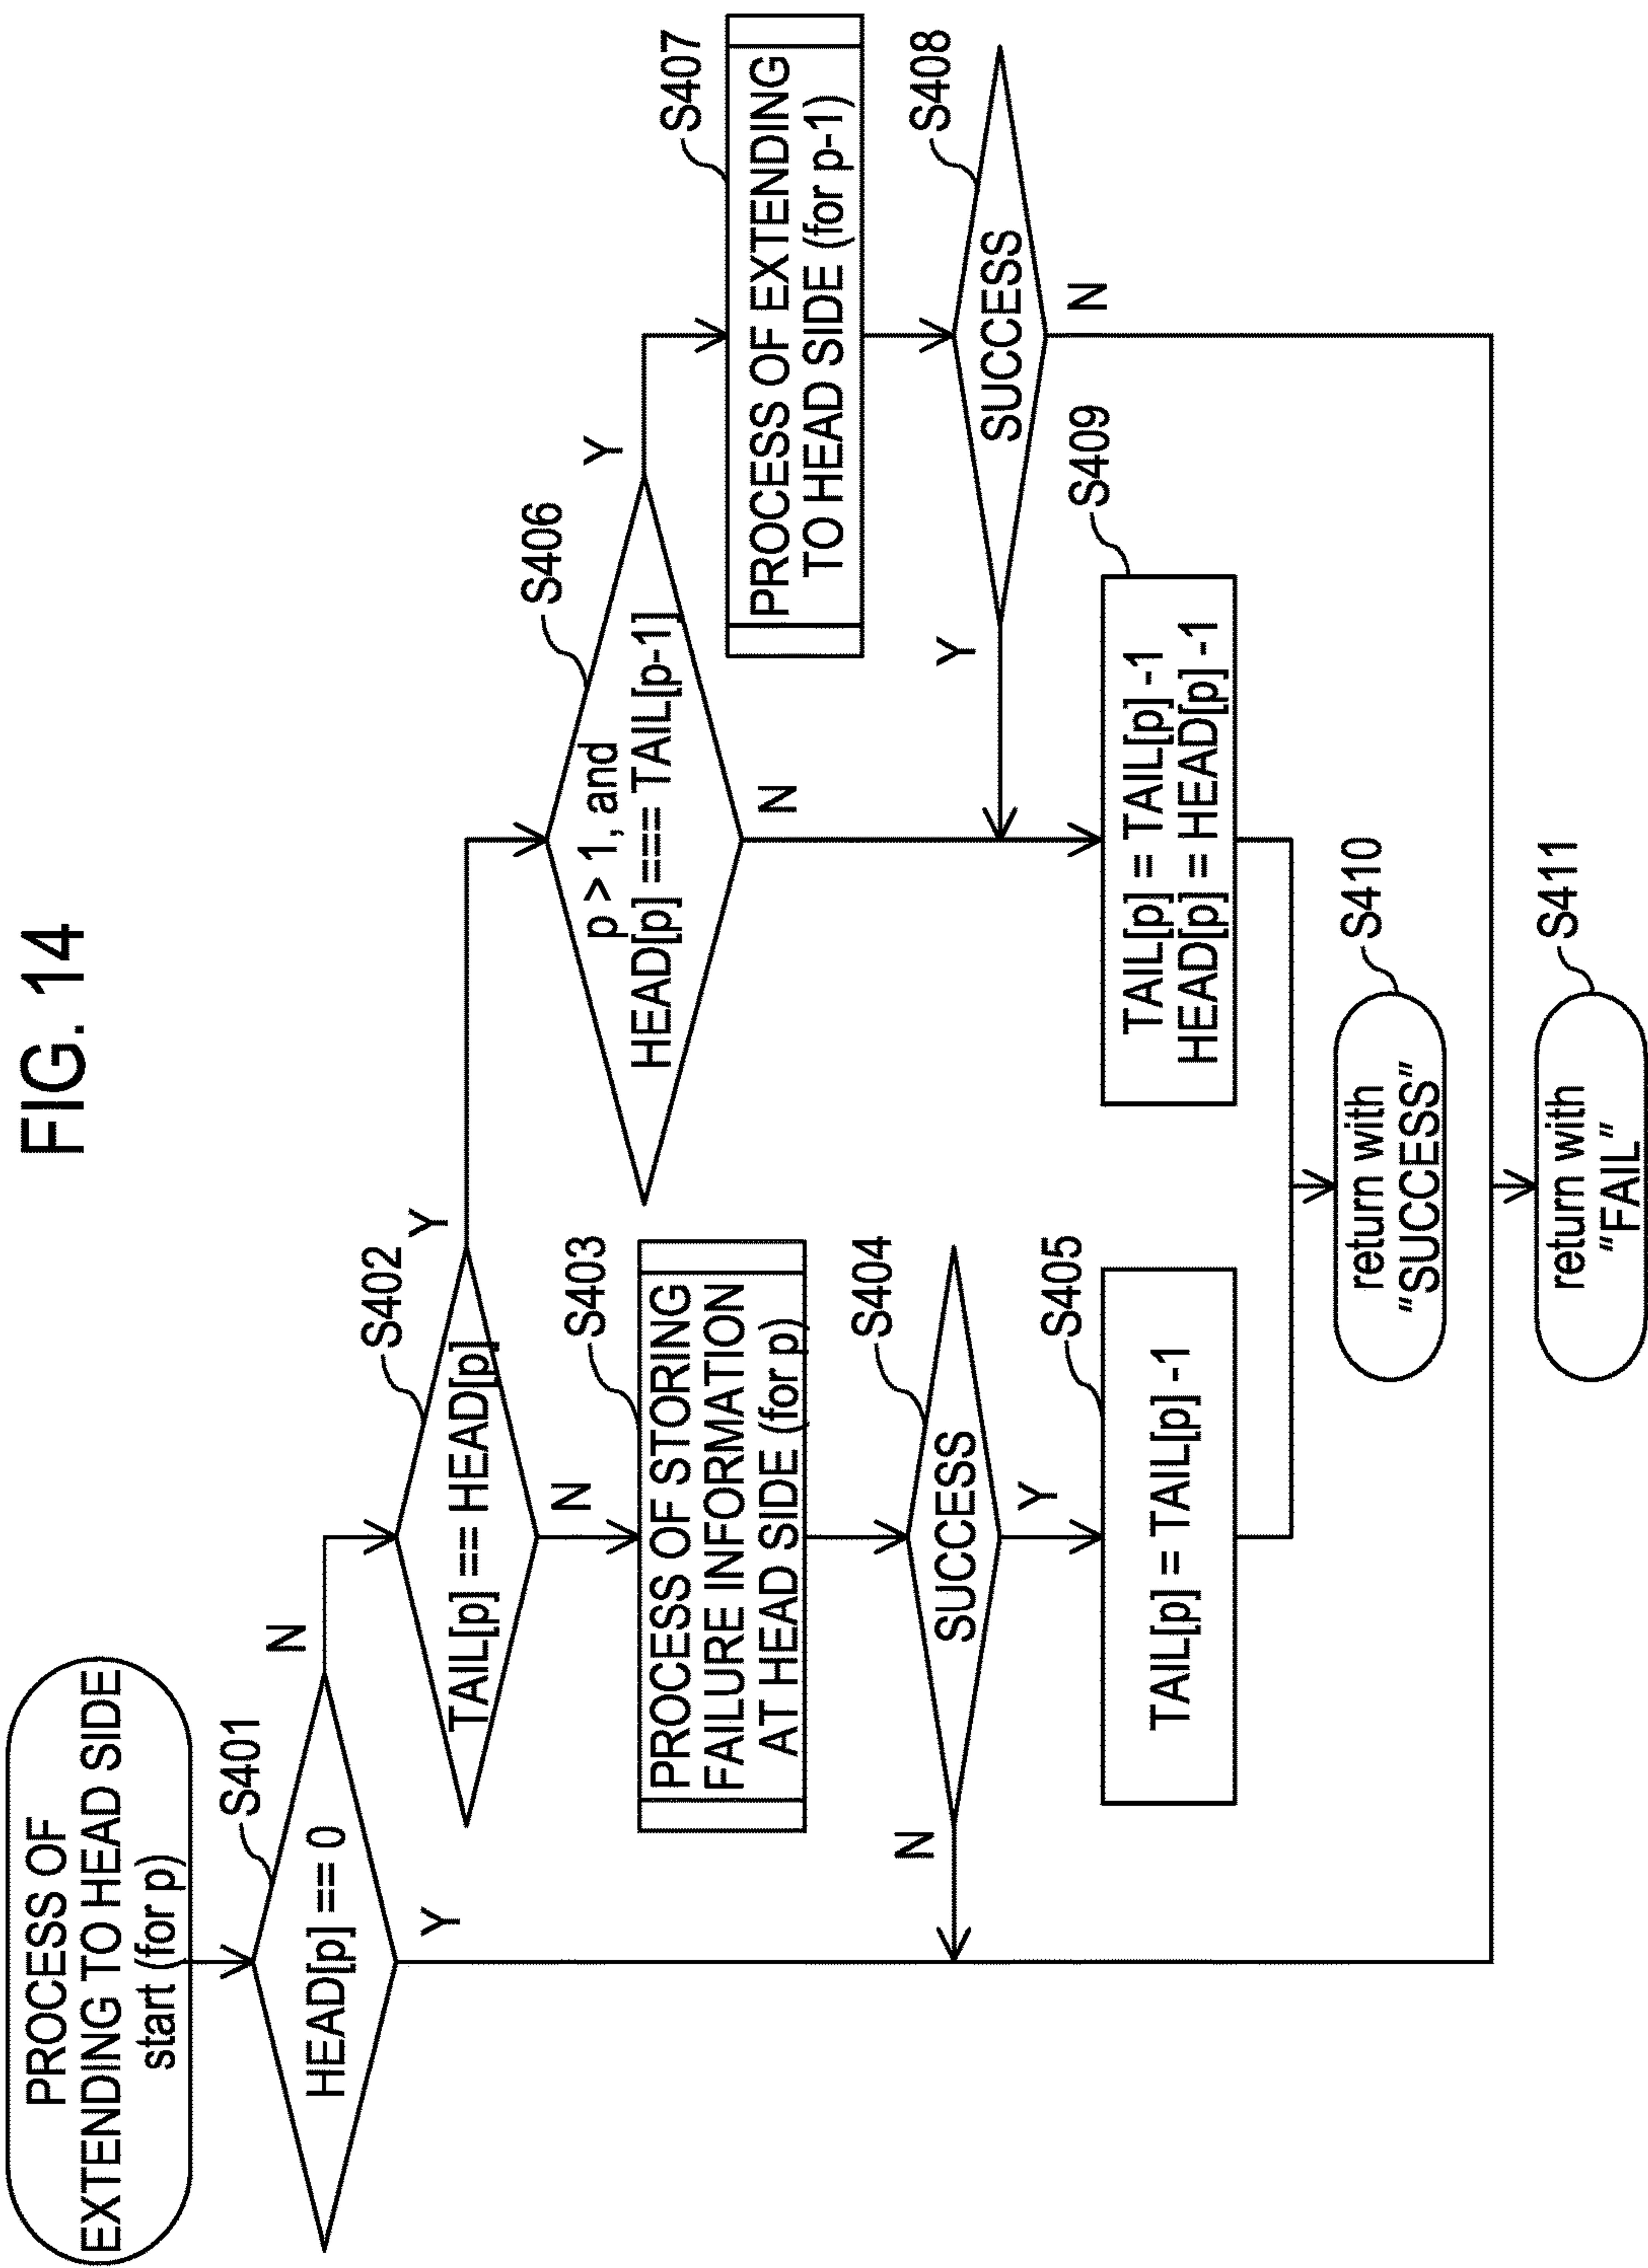 FIG. 14
PROCESS OF
EXTENDING TO HEAD SIDE
start (for p)
S401
HEAD[p] == 0
N
Y
S402
TAIL[p] == HEAD[p]
Y
N
S403
PROCESS OF STORING
FAILURE INFORMATION
AT HEAD SIDE (for p)
S404
SUCCESS
N
Y
S405
TAIL[p] = TAIL[p] -1
S406
p > 1, and
HEAD[p] === TAIL[p-1]
Y
N
S407
PROCESS OF EXTENDING
TO HEAD SIDE (for p-1)
S408
SUCCESS
Y
N
S409
TAIL[p] = TAIL[p] -1
HEAD[p] = HEAD[p] -1
S410
return with
"SUCCESS"
S411
return with
"FAIL"